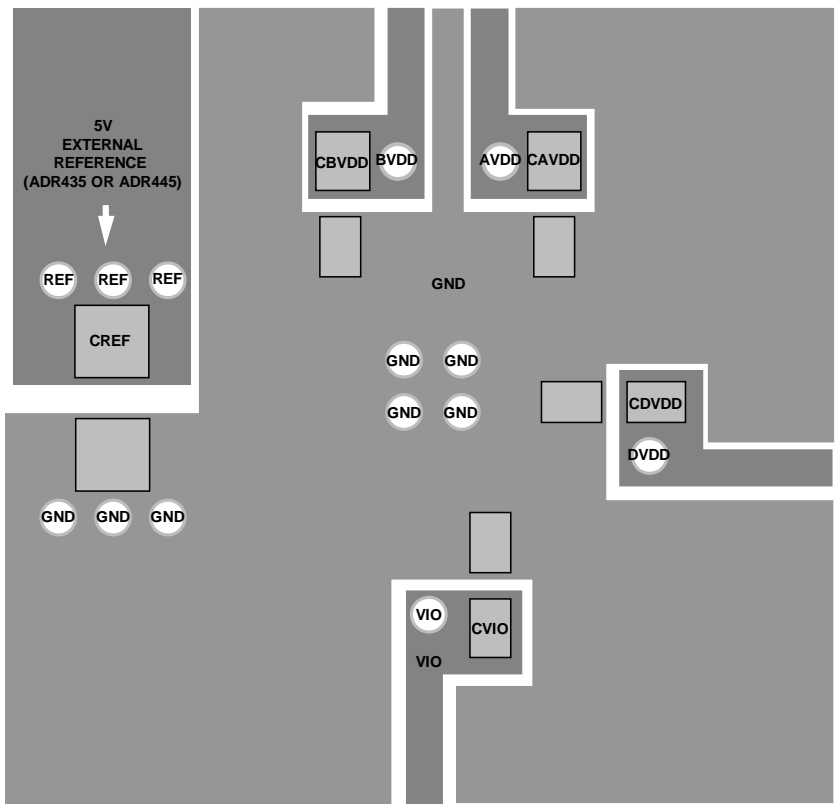 5V
EXTERNAL
REFERENCE
(ADR435 OR ADR445)
CBVDD BVDD AVDD CAVDD
REF REF REF
GND
CREF
GND GND
GND GND
CDVDD
DVDD
GND GND GND
VIO CVIO
VIO